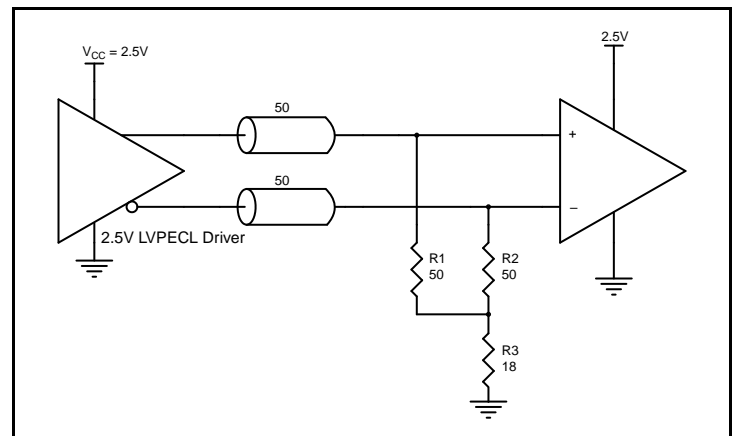 V_CC = 2.5V
2.5V
50
+
50
−
2.5V LVPECL Driver
R1
50
R2
50
R3
18